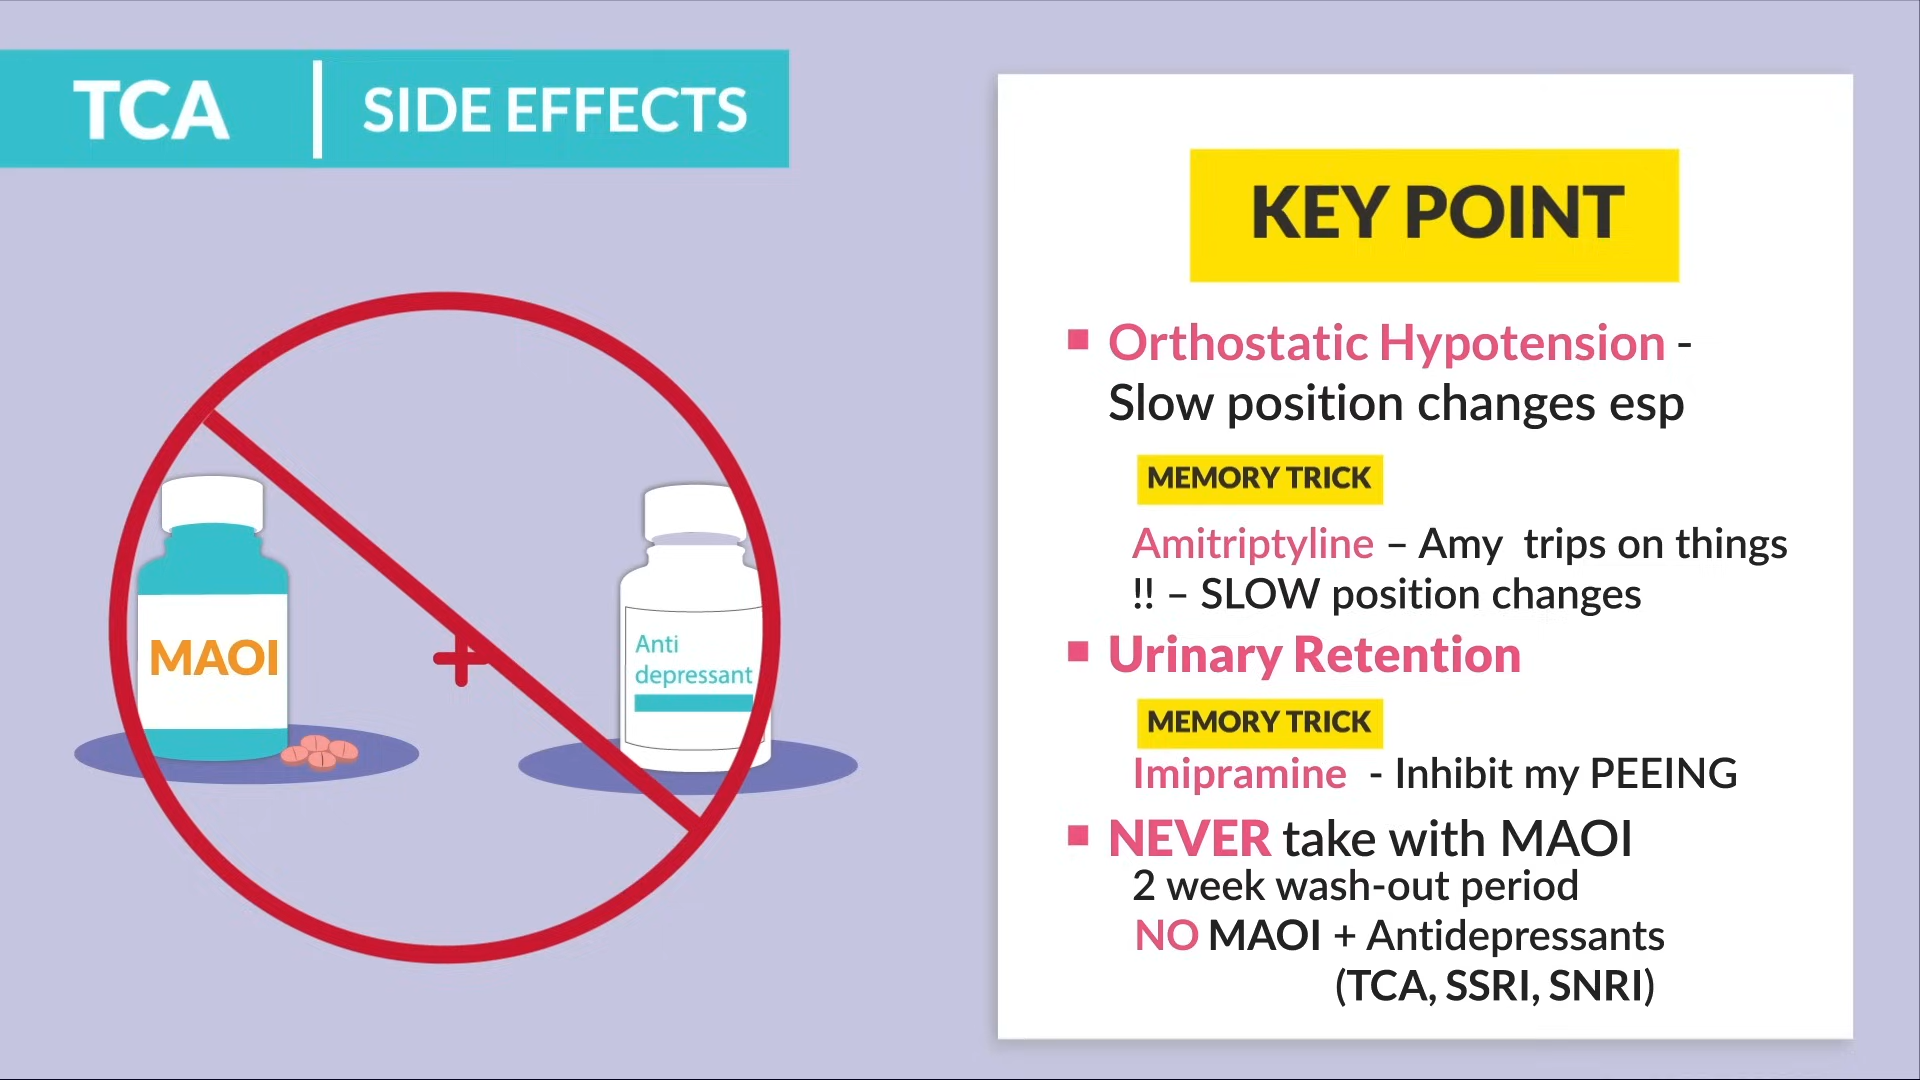 TCA | SIDE EFFECTS
MAOI
+
Anti
depressant
KEY POINT
▪ Orthostatic Hypotension -
Slow position changes esp
MEMORY TRICK
Amitriptyline – Amy trips on things
!! – SLOW position changes
▪ Urinary Retention
MEMORY TRICK
Imipramine - Inhibit my PEEING
▪ NEVER take with MAOI
2 week wash-out period
NO MAOI + Antidepressants
(TCA, SSRI, SNRI)